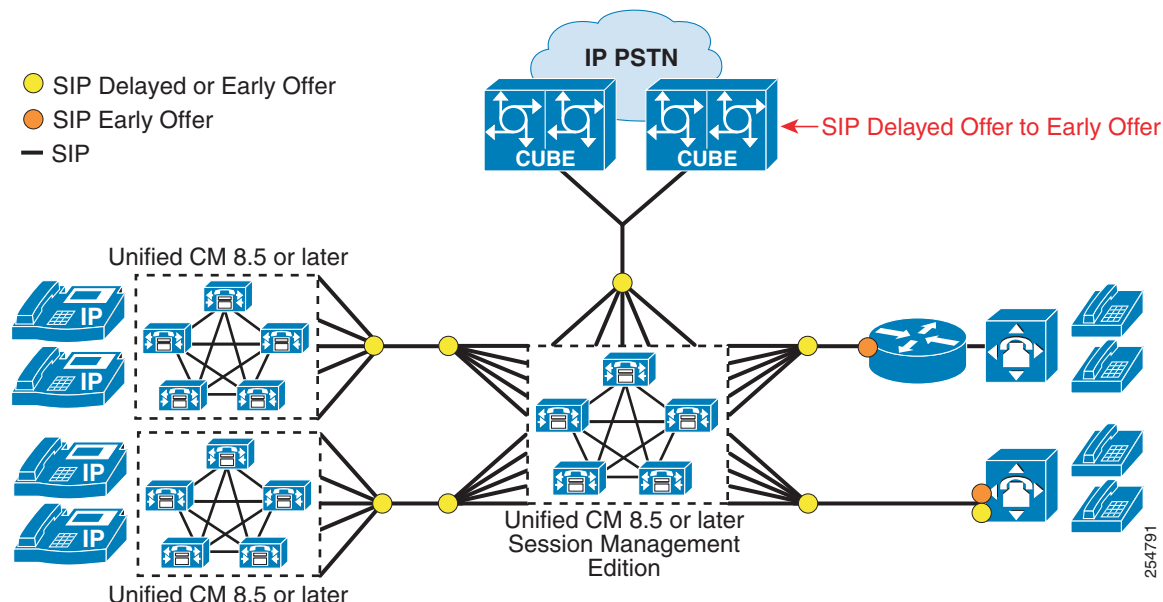 IP PSTN
SIP Delayed or Early Offer
SIP Early Offer
SIP
CUBE
CUBE
SIP Delayed Offer to Early Offer
Unified CM 8.5 or later
IP
IP
IP
IP
Unified CM 8.5 or later
Session Management
Edition
Unified CM 8.5 or later
254791